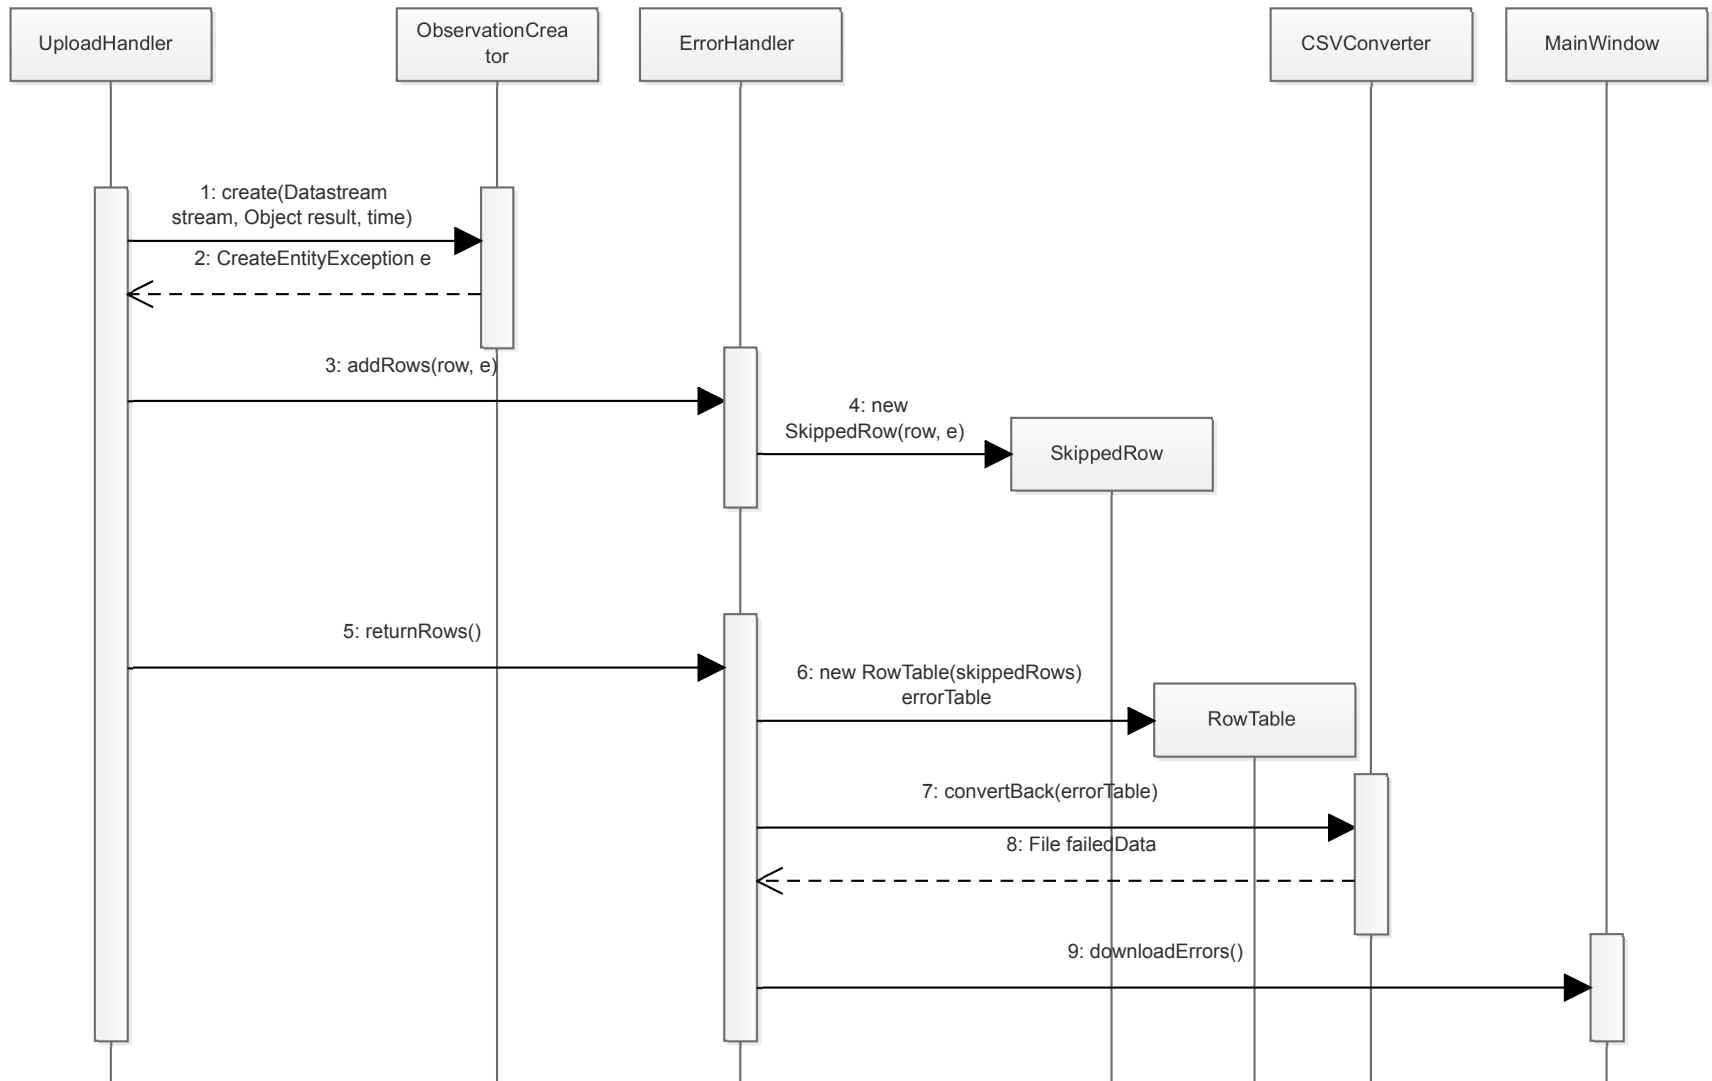 UploadHandler
ObservationCrea
tor
ErrorHandler
CSVConverter
MainWindow
1: create(Datastream
stream, Object result, time)
2: CreateEntityException e
3: addRows(row, e)
4: new
SkippedRow(row, e)
SkippedRow
5: returnRows()
6: new RowTable(skippedRows)
errorTable
RowTable
7: convertBack(errorTable)
8: File failedData
9: downloadErrors()